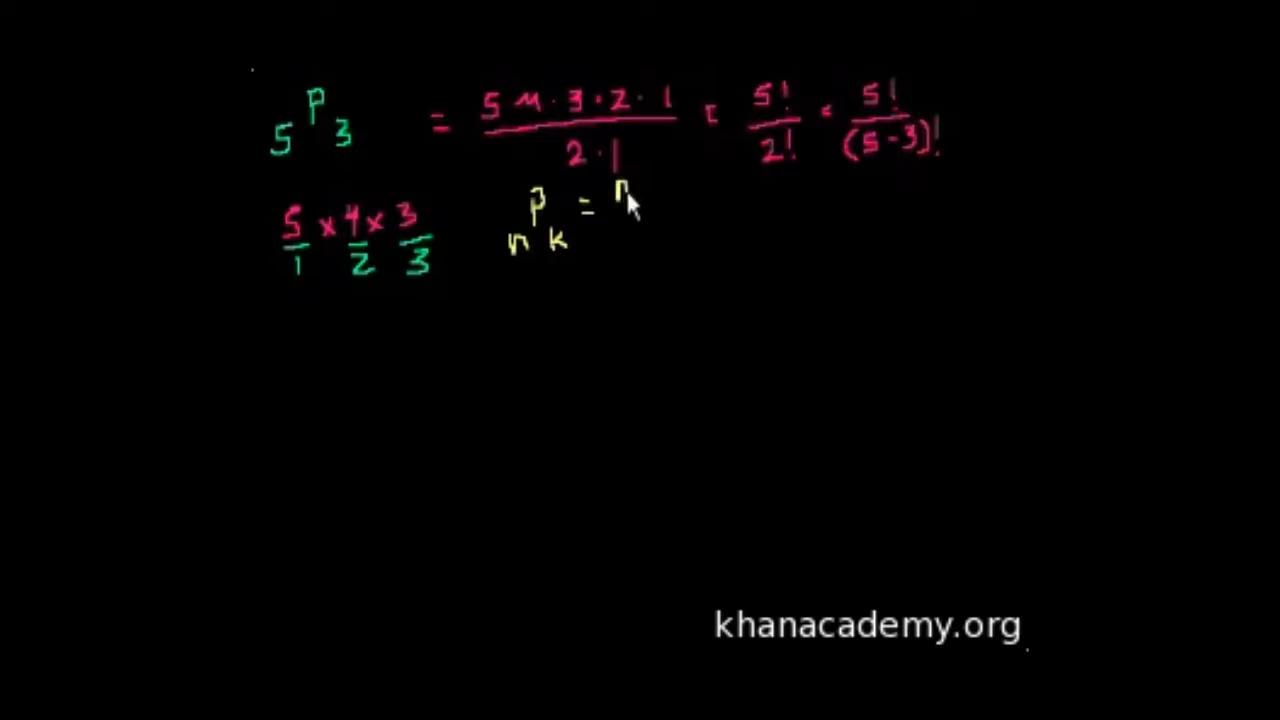 5P3 = 5 4 · 3 · 2 · 1 / 2 · 1 = 5! / 2! = 5! / (5 - 3)!
5/1 × 4/2 × 3/3
nPk = n
khanacademy.org